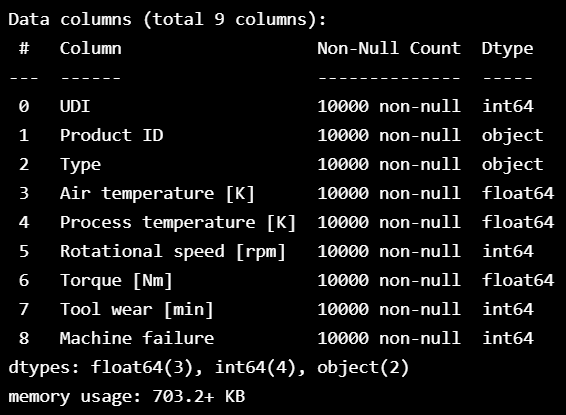 Data columns (total 9 columns):
 #   Column                   Non-Null Count  Dtype
---  ------                   --------------  -----
 0   UDI                      10000 non-null  int64
 1   Product ID               10000 non-null  object
 2   Type                     10000 non-null  object
 3   Air temperature [K]      10000 non-null  float64
 4   Process temperature [K]  10000 non-null  float64
 5   Rotational speed [rpm]   10000 non-null  int64
 6   Torque [Nm]              10000 non-null  float64
 7   Tool wear [min]          10000 non-null  int64
 8   Machine failure          10000 non-null  int64
dtypes: float64(3), int64(4), object(2)
memory usage: 703.2+ KB